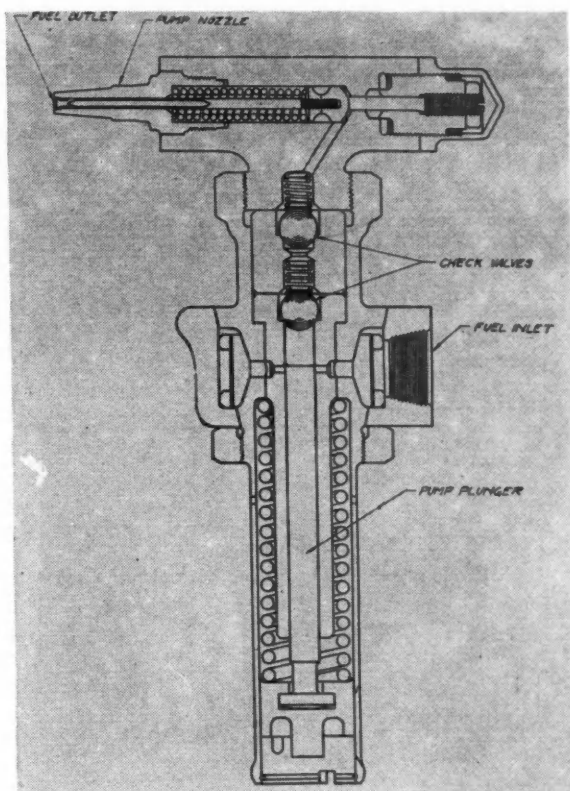 FUEL OUTLET
PUMP NOZZLE
CHECK VALVES
FUEL INLET
PUMP PLUNGER